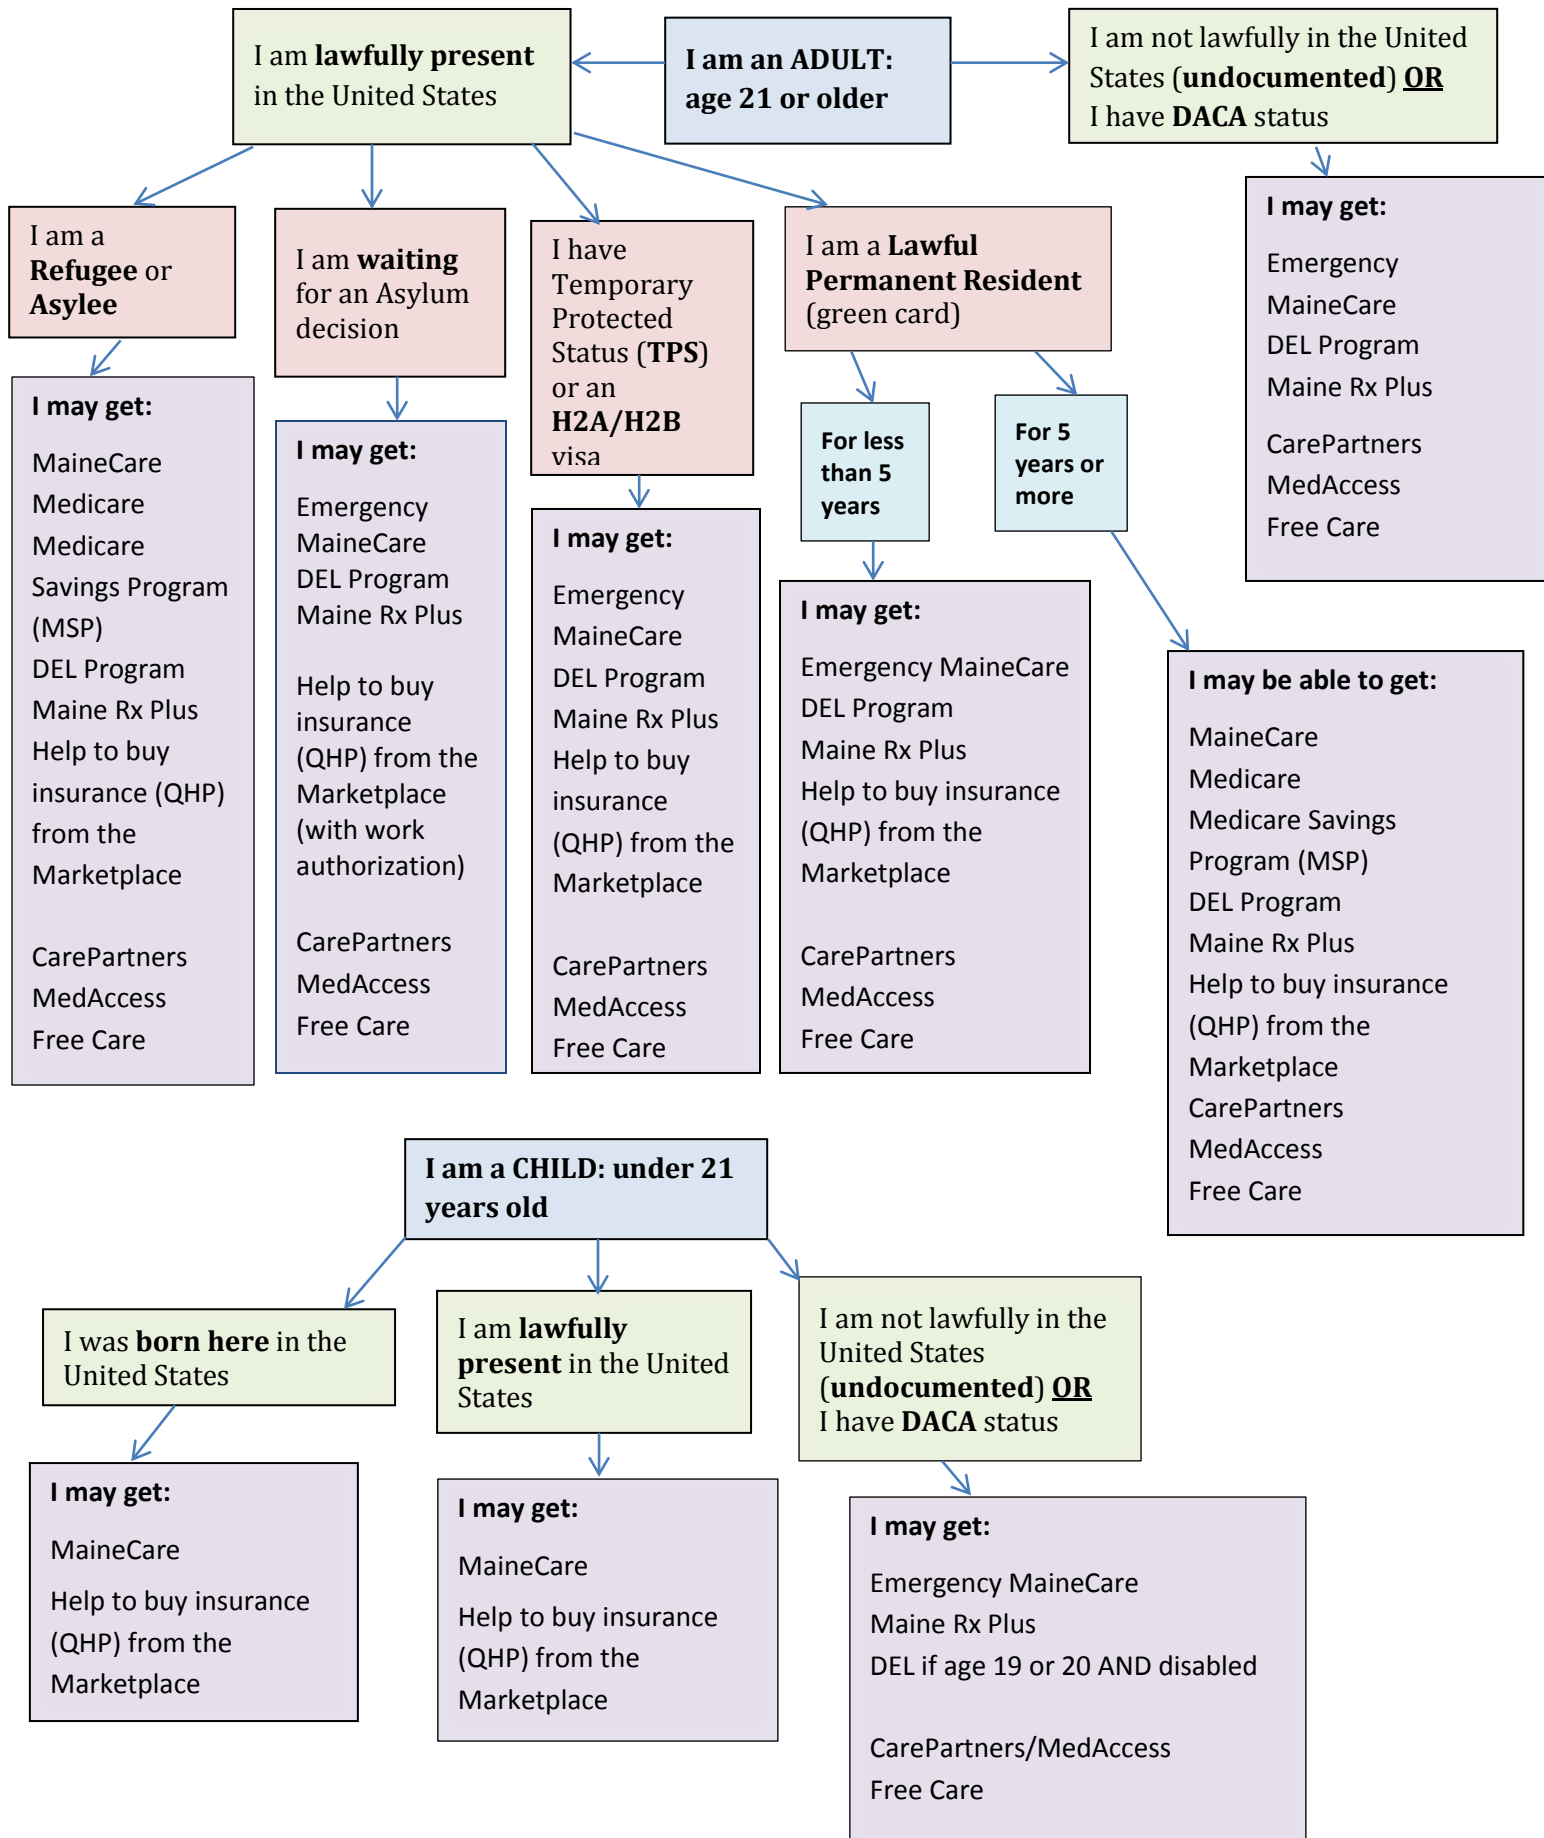 I am lawfully present
in the United States
I am an ADULT:
age 21 or older
I am not lawfully in the United
States (undocumented) OR
I have DACA status
I am a
Refugee or
Asylee
I am waiting
for an Asylum
decision
I have
Temporary
Protected
Status (TPS)
or an
H2A/H2B
visa
I am a Lawful
Permanent Resident
(green card)
For less
than 5
years
For 5
years or
more
I may get:
Emergency
MaineCare
DEL Program
Maine Rx Plus
CarePartners
MedAccess
Free Care
I may get:
MaineCare
Medicare
Medicare
Savings Program
(MSP)
DEL Program
Maine Rx Plus
Help to buy
insurance (QHP)
from the
Marketplace
CarePartners
MedAccess
Free Care
I may get:
Emergency
MaineCare
DEL Program
Maine Rx Plus
Help to buy
insurance
(QHP) from the
Marketplace
(with work
authorization)
CarePartners
MedAccess
Free Care
I may get:
Emergency
MaineCare
DEL Program
Maine Rx Plus
Help to buy
insurance
(QHP) from the
Marketplace
CarePartners
MedAccess
Free Care
I may get:
Emergency MaineCare
DEL Program
Maine Rx Plus
Help to buy insurance
(QHP) from the
Marketplace
CarePartners
MedAccess
Free Care
I may be able to get:
MaineCare
Medicare
Medicare Savings
Program (MSP)
DEL Program
Maine Rx Plus
Help to buy insurance
(QHP) from the
Marketplace
CarePartners
MedAccess
Free Care
I am a CHILD: under 21
years old
I was born here in the
United States
I am lawfully
present in the United
States
I am not lawfully in the
United States
(undocumented) OR
I have DACA status
I may get:
MaineCare
Help to buy insurance
(QHP) from the
Marketplace
I may get:
MaineCare
Help to buy insurance
(QHP) from the
Marketplace
I may get:
Emergency MaineCare
Maine Rx Plus
DEL if age 19 or 20 AND disabled
CarePartners/MedAccess
Free Care